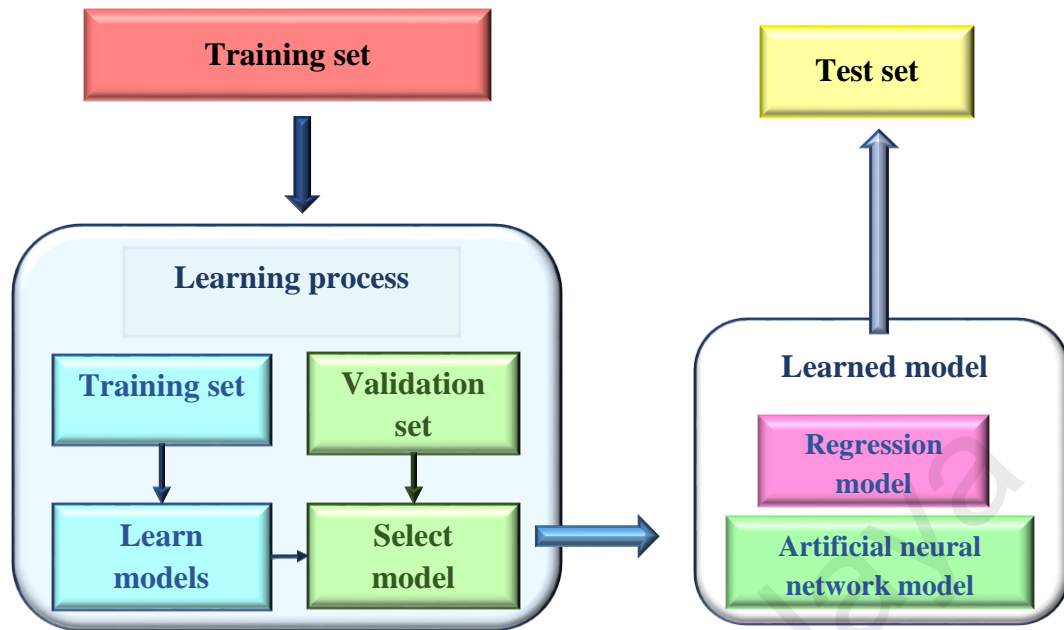 Training set
Test set
Learning process
Training set
Validation
set
Learn
models
Select
model
Learned model
Regression
model
Artificial neural
network model